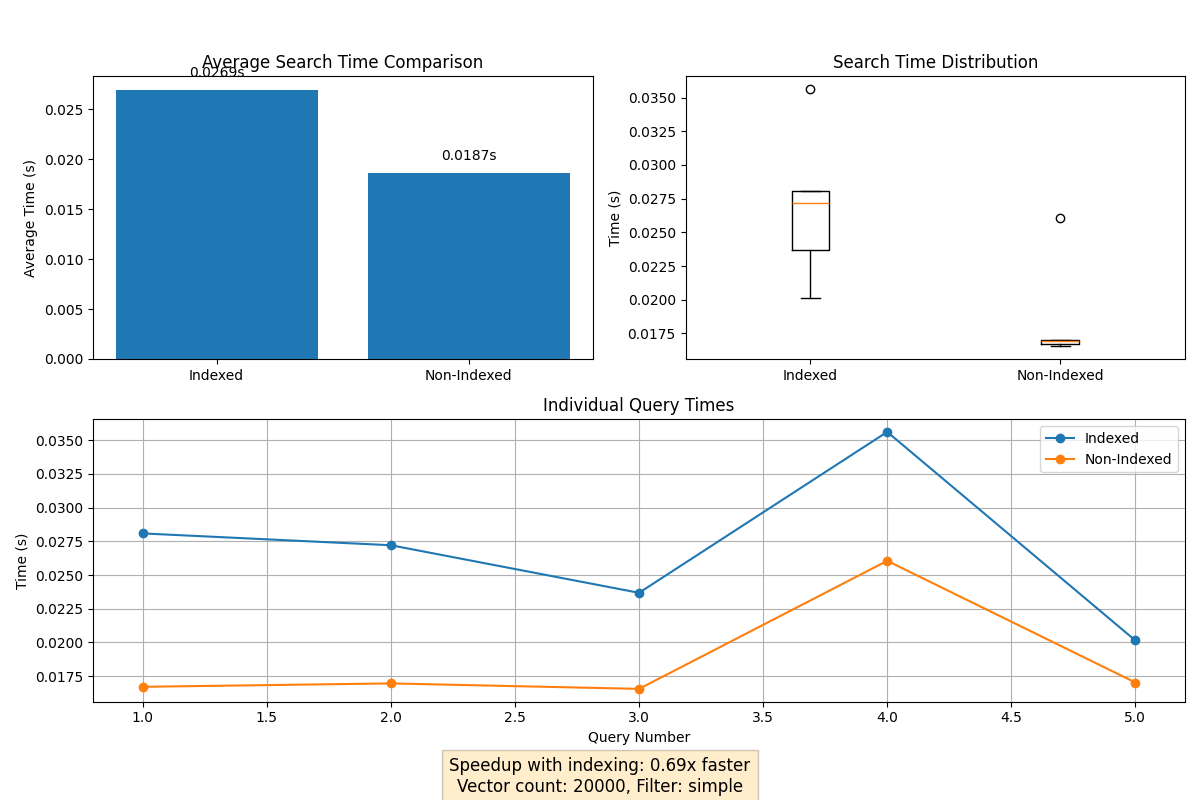 Average Search Time Comparison
0.0269s
0.0187s
0.025
0.020
0.015
0.010
0.005
0.000
Average Time (s)
Indexed
Non-Indexed
Search Time Distribution
0.0350
0.0325
0.0300
0.0275
0.0250
0.0225
0.0200
0.0175
Time (s)
Indexed
Non-Indexed
Individual Query Times
Indexed
Non-Indexed
0.0350
0.0325
0.0300
0.0275
0.0250
0.0225
0.0200
0.0175
Time (s)
1.0 1.5 2.0 2.5 3.0 3.5 4.0 4.5 5.0
Query Number
Speedup with indexing: 0.69x faster
Vector count: 20000, Filter: simple